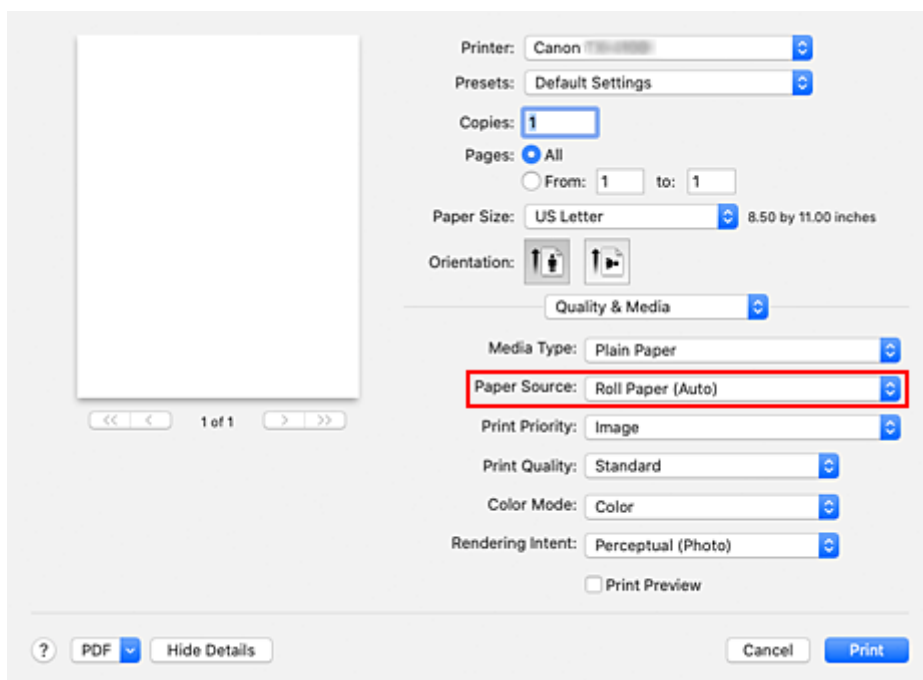 Printer: Canon
Presets: Default Settings
Copies: 1
Pages: All
From: 1 to: 1
Paper Size: US Letter 8.50 by 11.00 inches
Orientation:
Quality & Media
Media Type: Plain Paper
Paper Source: Roll Paper (Auto)
<< < 1 of 1 > >>
Print Priority: Image
Print Quality: Standard
Color Mode: Color
Rendering Intent: Perceptual (Photo)
Print Preview
? PDF Hide Details Cancel Print